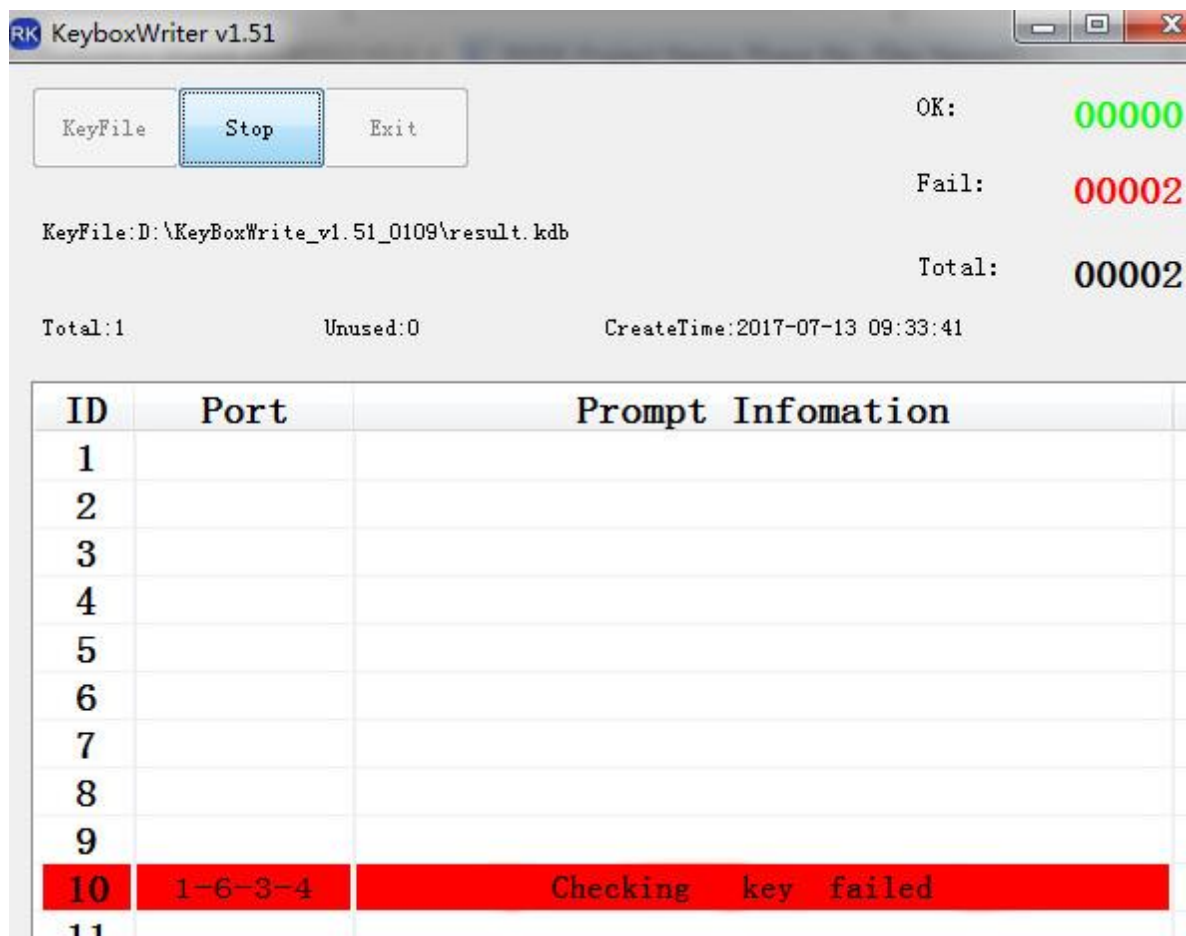 RK KeyboxWriter v1.51
KeyFile Stop Exit
OK: 00000
Fail: 00002
KeyFile:D:\KeyBoxWrite_v1.51_0109\result.kdb
Total: 00002
Total:1 Unused:0 CreateTime:2017-07-13 09:33:41
ID Port Prompt Infomation
1
2
3
4
5
6
7
8
9
10 1-6-3-4 Checking key failed
11